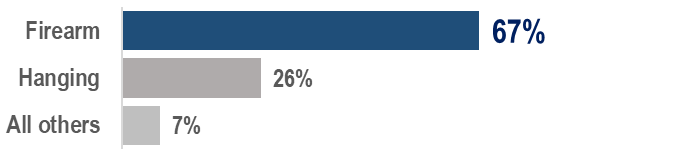 Firearm 67%
Hanging 26%
All others 7%